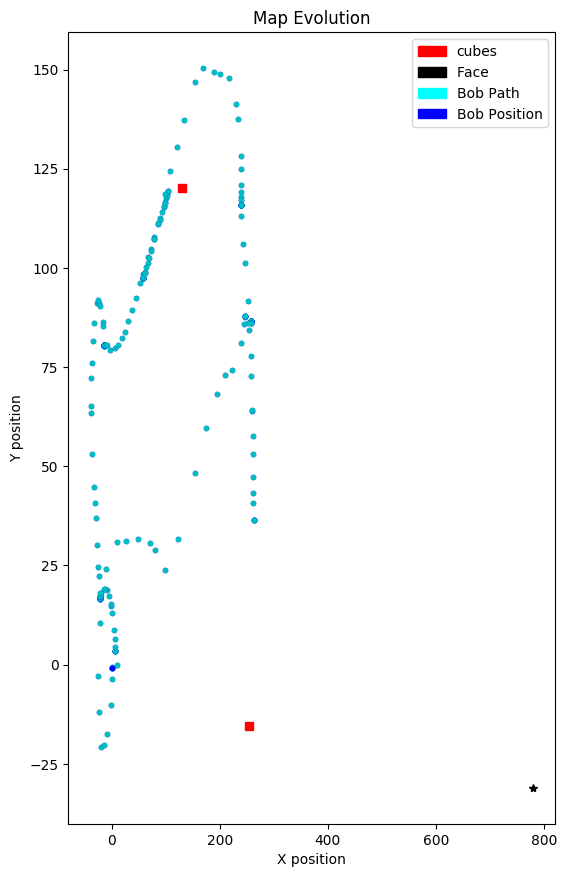 Map Evolution
cubes
Face
Bob Path
Bob Position
150
125
100
75
50
25
0
−25
0
200
400
600
800
Y position
X position